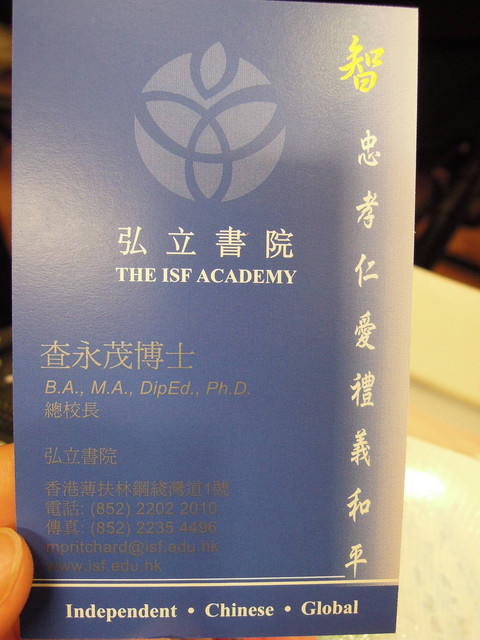 弘立書院
THE ISF ACADEMY
查永茂博士
B.A., M.A., DipEd., Ph.D.
總校長
弘立書院
香港薄扶林鋼綫灣道1號
電話: (852) 2202 2010
傳真: (852) 2235 4496
mpritchard@isf.edu.hk
www.isf.edu.hk
智忠孝仁愛禮義和平
Independent • Chinese • Global